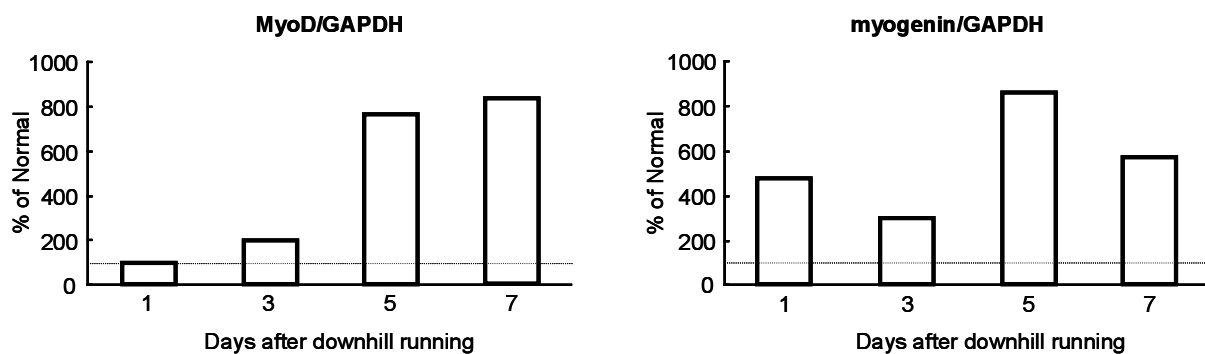 MyoD/GAPDH
% of Normal
1000
800
600
400
200
0
1 3 5 7
Days after downhill running
myogenin/GAPDH
% of Normal
1000
800
600
400
200
0
1 3 5 7
Days after downhill running